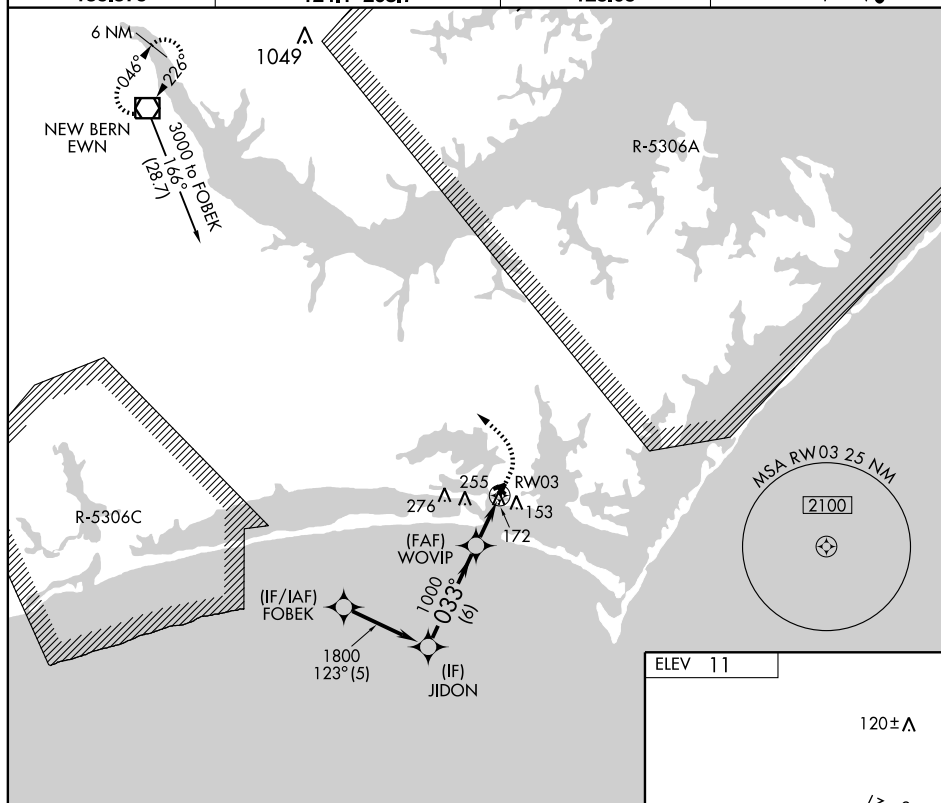 6 NM
1049
046°
226°
NEW BERN
EWN
3000 to FOBEK
166°
(28.7)
R-5306A
R-5306C
255
RW03
276
153
172
(FAF)
WOVIP
(IF/IAF)
FOBEK
1000
033°
(6)
1800
123° (5)
(IF)
JIDON
MSA RW03 25 NM
2100
ELEV 11
120±